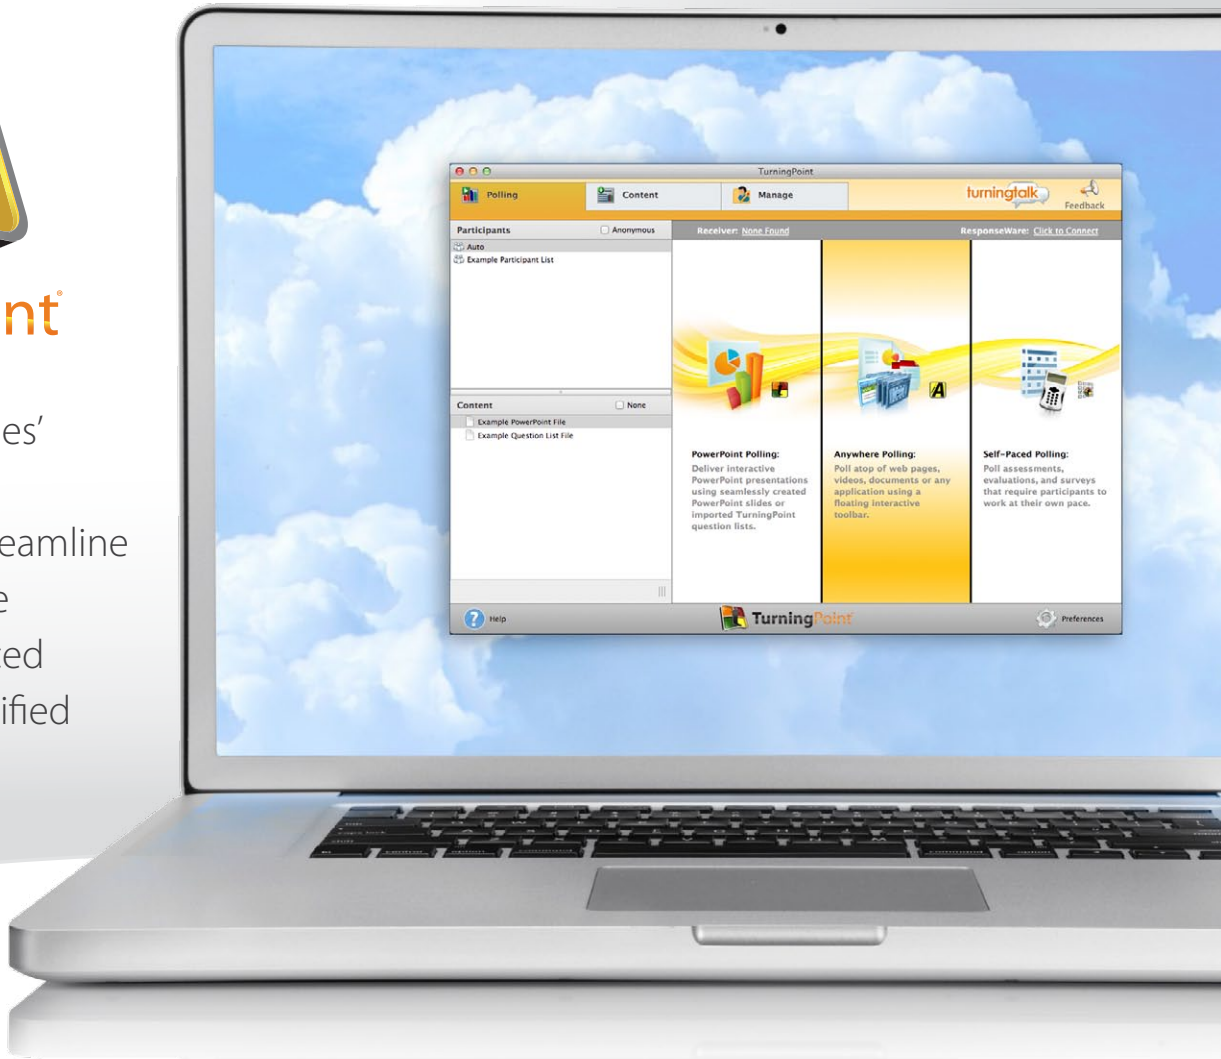 nt
es'
eamline
e
ed
ified
TurningPoint
Polling
Content
Manage
turningtalk
Feedback
Participants
Anonymous
Receiver: None Found
ResponseWare: Click to Connect
Auto
Example Participant List
Content
None
Example PowerPoint File
Example Question List File
PowerPoint Polling:
Deliver interactive
PowerPoint presentations
using seamlessly created
PowerPoint slides or
imported TurningPoint
question lists.
Anywhere Polling:
Poll atop of web pages,
videos, documents or any
application using a
floating interactive
toolbar.
Self-Paced Polling:
Poll assessments,
evaluations, and surveys
that require participants to
work at their own pace.
Help
TurningPoint
Preferences